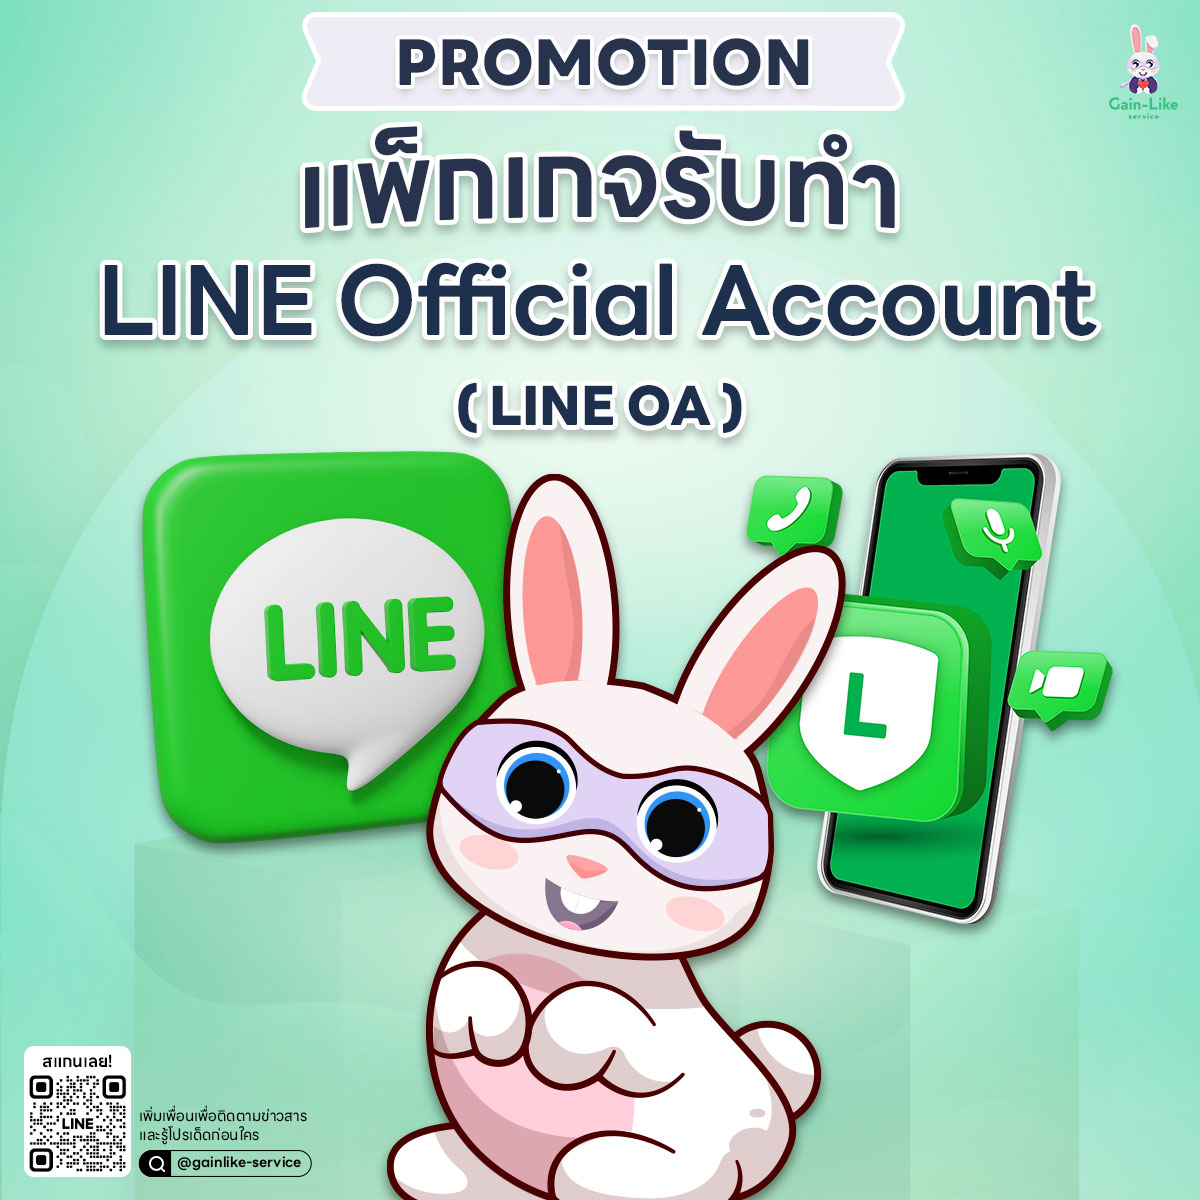 PROMOTION
Gain-Like
service
แพ็กเกจรับทำ
LINE Official Account
( LINE OA )
LINE
L
สแกนเลย!
LINE
เพิ่มเพื่อนเพื่อติดตามข่าวสาร
และรู้โปรเด็ดก่อนใคร
@gainlike-service